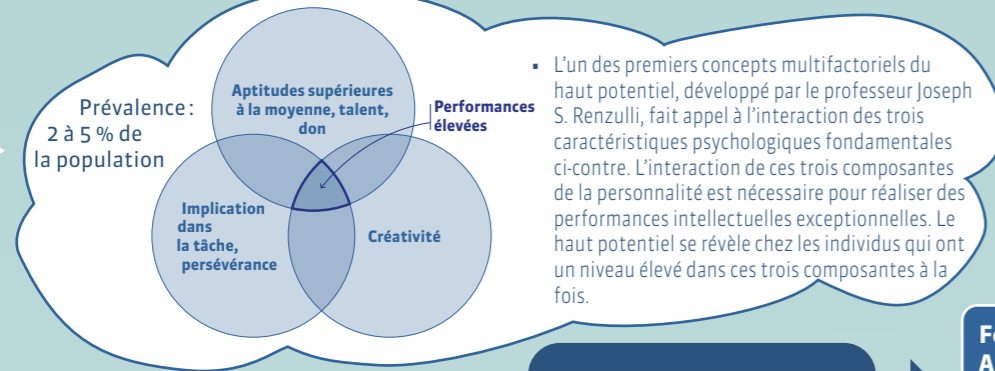 Prévalence :
2 à 5 % de
la population
Aptitudes supérieures
à la moyenne, talent,
don
Performances
élevées
Implication
dans
la tâche,
persévérance
Créativité
▪ L’un des premiers concepts multifactoriels du
haut potentiel, développé par le professeur Joseph
S. Renzulli, fait appel à l’interaction des trois
caractéristiques psychologiques fondamentales
ci-contre. L’interaction de ces trois composantes
de la personnalité est nécessaire pour réaliser des
performances intellectuelles exceptionnelles. Le
haut potentiel se révèle chez les individus qui ont
un niveau élevé dans ces trois composantes à la
fois.